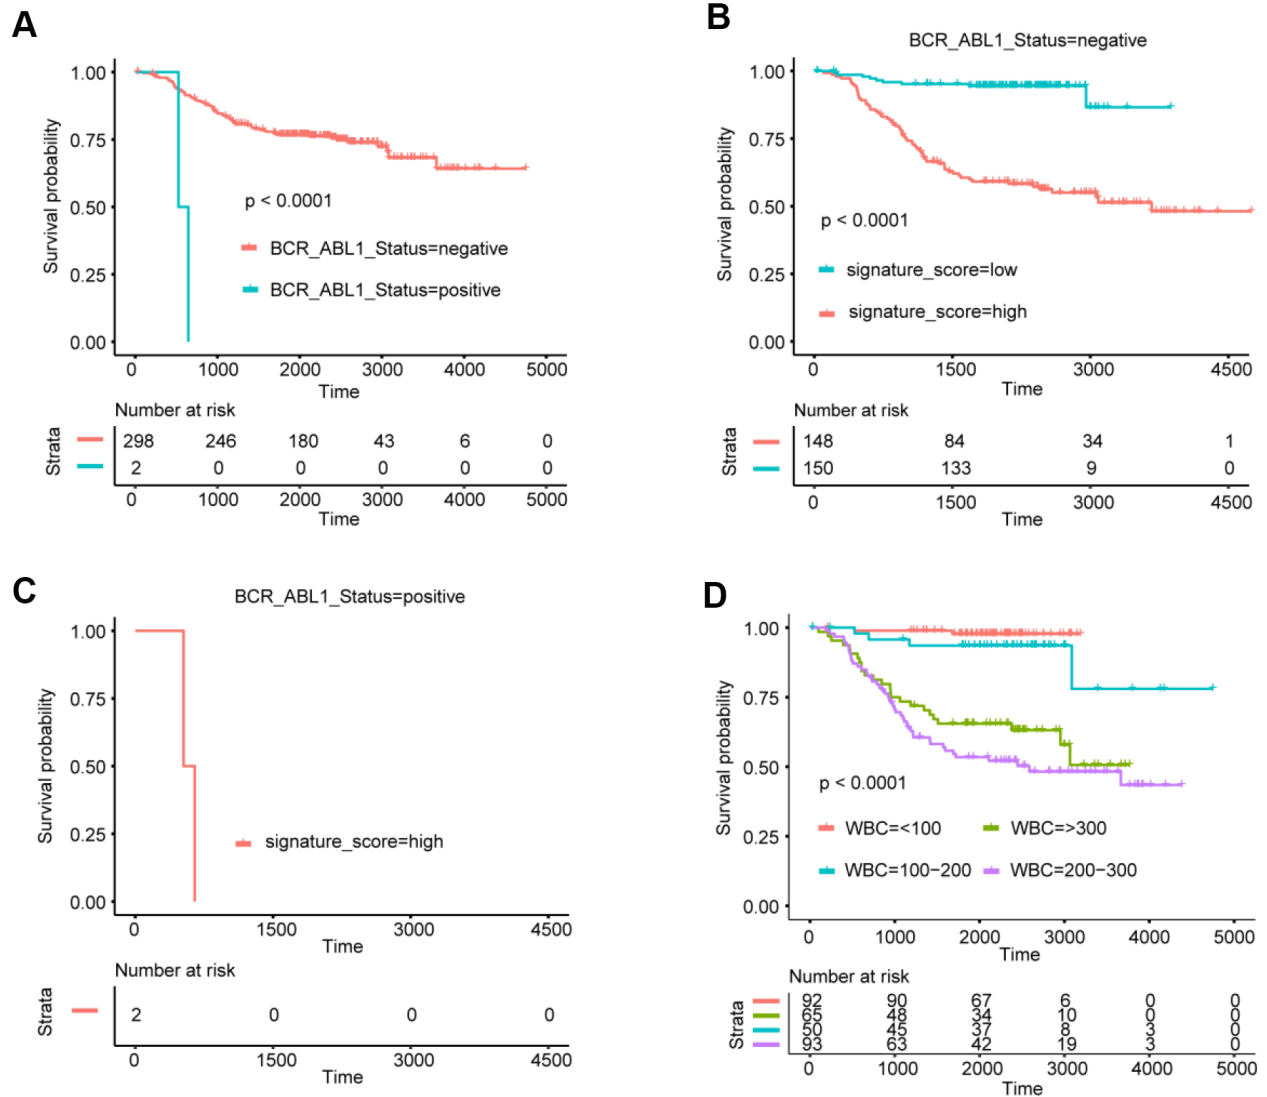 A
1.00
0.75
0.50
0.25
0.00
Survival probability
p < 0.0001
BCR_ABL1_Status=negative
BCR_ABL1_Status=positive
0 1000 2000 3000 4000 5000
Time
Number at risk
Strata
298 246 180 43 6 0
2 0 0 0 0 0
0 1000 2000 3000 4000 5000
Time
B
BCR_ABL1_Status=negative
1.00
0.75
0.50
0.25
0.00
Survival probability
p < 0.0001
signature_score=low
signature_score=high
0 1500 3000 4500
Time
Number at risk
Strata
148 84 34 1
150 133 9 0
0 1500 3000 4500
Time
C
BCR_ABL1_Status=positive
1.00
0.75
0.50
0.25
0.00
Survival probability
signature_score=high
0 1500 3000 4500
Time
Number at risk
Strata
2 0 0 0
0 1500 3000 4500
Time
D
1.00
0.75
0.50
0.25
0.00
Survival probability
p < 0.0001
WBC=<100 WBC=>300
WBC=100−200 WBC=200−300
0 1000 2000 3000 4000 5000
Time
Number at risk
Strata
92 90 67 6 0 0
65 48 34 10 0 0
50 45 37 8 3 0
93 63 42 19 3 0
0 1000 2000 3000 4000 5000
Time